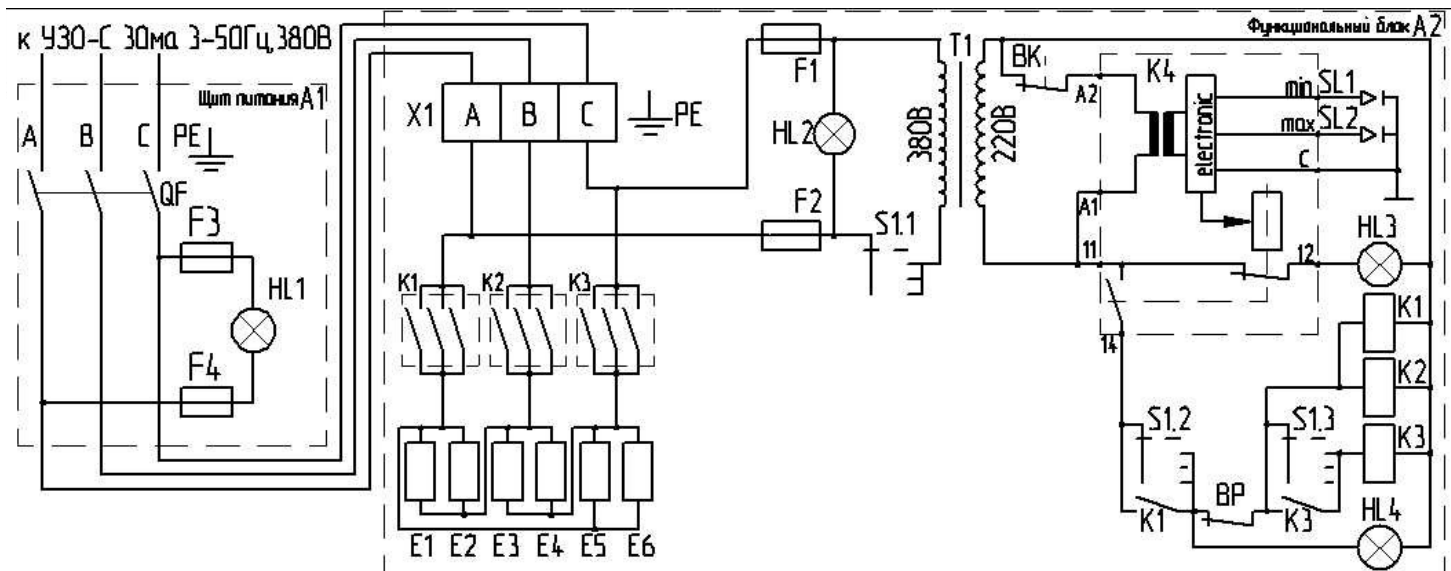 к УЗО-С 30ма 3~50Гц,380В
Щит питания А1
A B C PE
QF
F3
HL1
F4
Функциональный блок А2
X1 A B C PE
F1
HL2
F2
S1.1
T1
380В
220В
BK
A2
K4
electronic
min SL1
max SL2
C
A1
11
12
14
HL3
K1
K2
K3
K1
K2
K3
S1.2
S1.3
K1
BP
K3
HL4
E1 E2 E3 E4 E5 E6